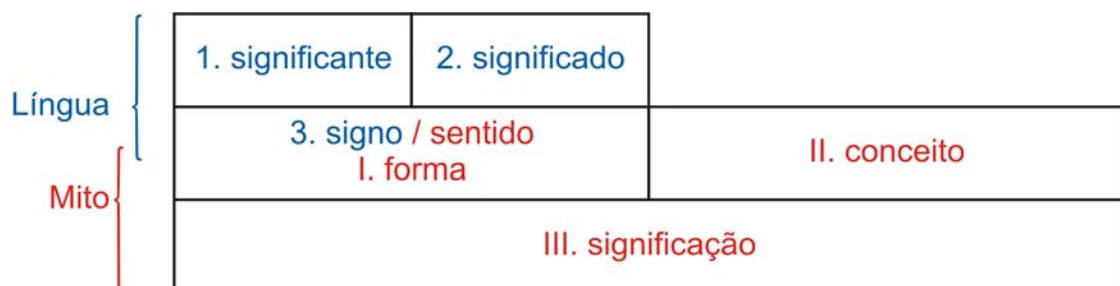 1. significante
2. significado
Língua
3. signo / sentido
I. forma
II. conceito
Mito
III. significação